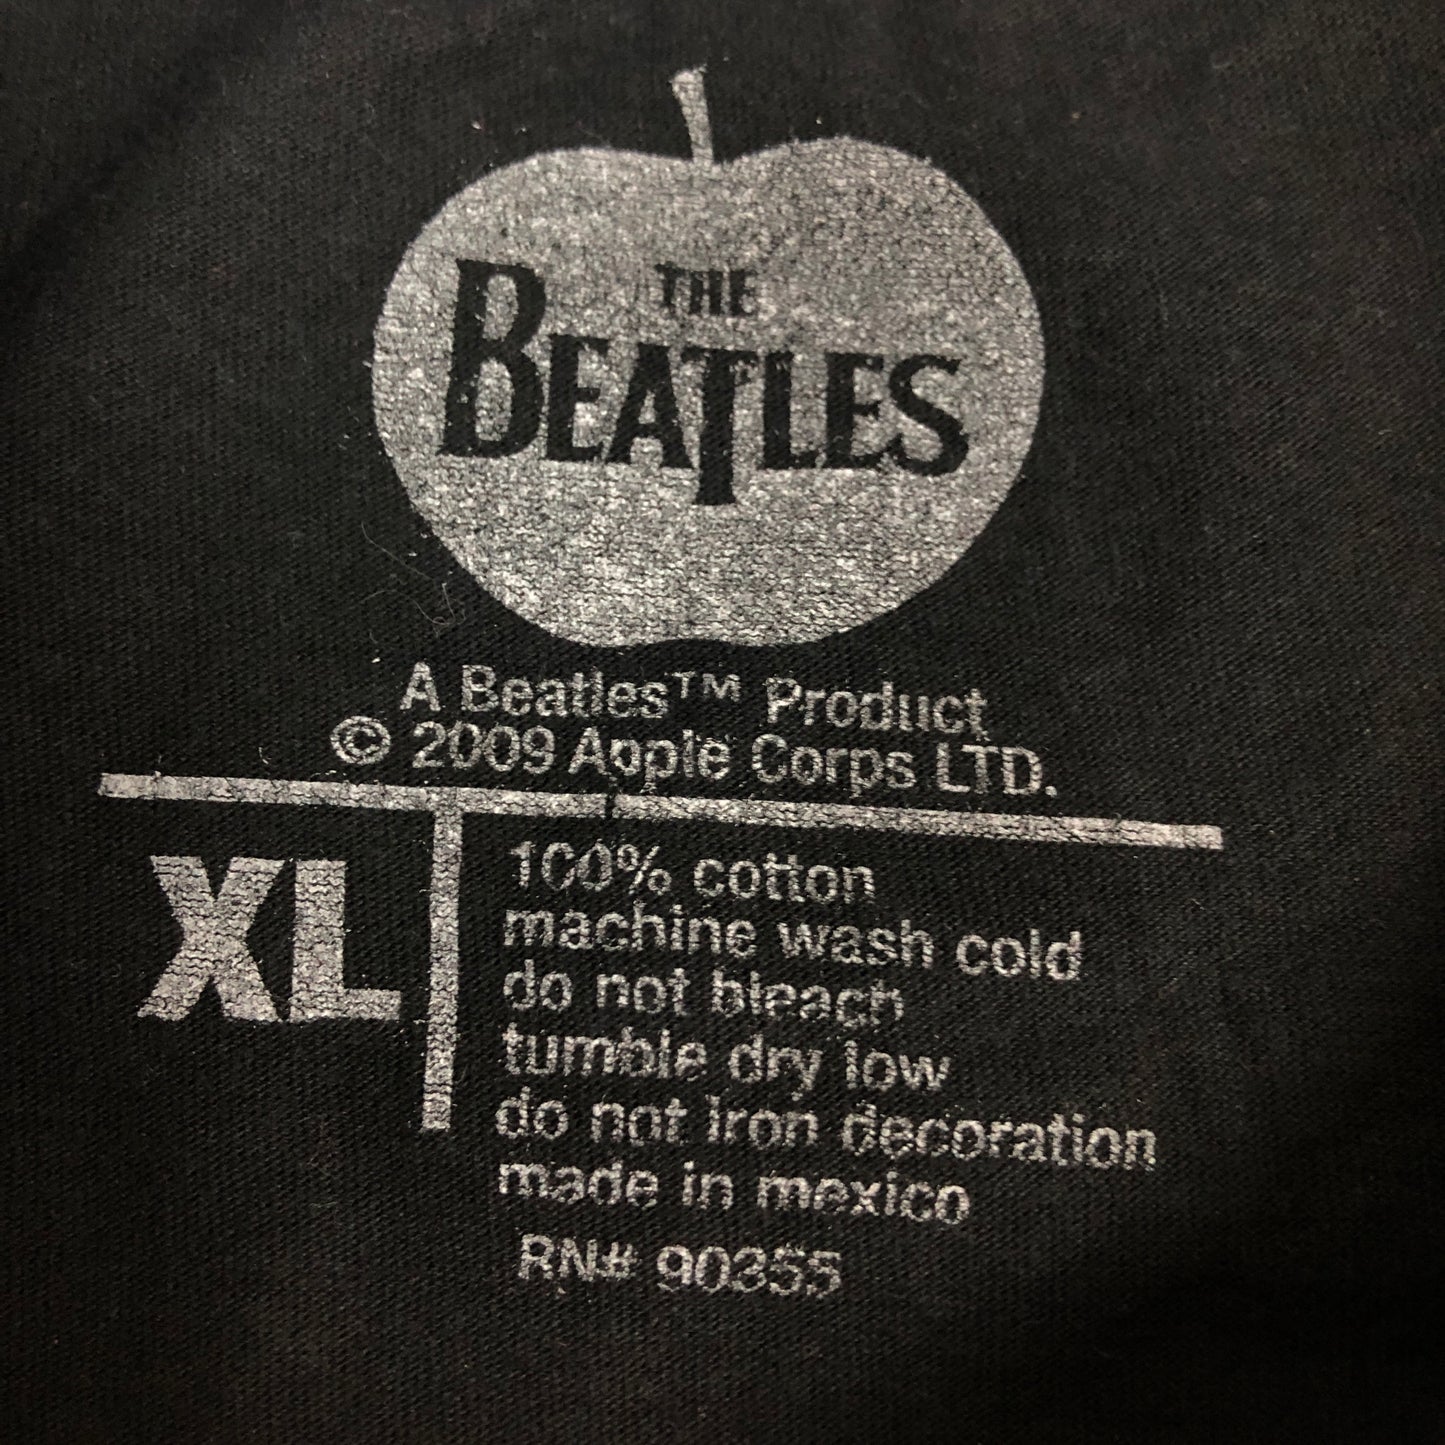 THE
BEATLES
A Beatles™ Product
© 2009 Apple Corps LTD.
XL
100% cotton
machine wash cold
do not bleach
tumble dry low
do not iron decoration
made in mexico
RN# 90355